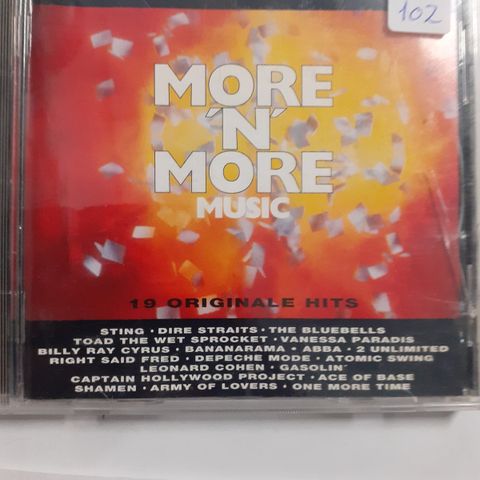 102
MORE
'N'
MORE
MUSIC
19 ORIGINALE HITS
STING · DIRE STRAITS · THE BLUEBELLS
TOAD THE WET SPROCKET · VANESSA PARADIS
BILLY RAY CYRUS · BANANARAMA · ABBA · 2 UNLIMITED
RIGHT SAID FRED · DEPECHE MODE · ATOMIC SWING
LEONARD COHEN · GASOLIN'
CAPTAIN HOLLYWOOD PROJECT · ACE OF BASE
SHAMEN · ARMY OF LOVERS · ONE MORE TIME